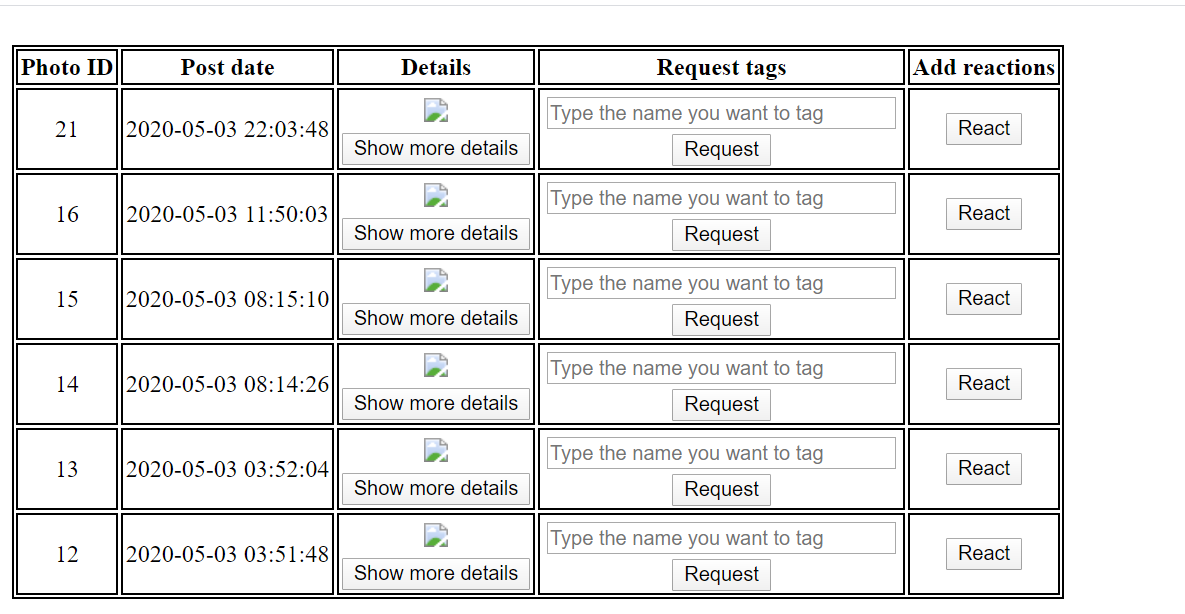 Photo ID Post date Details Request tags Add reactions
21 2020-05-03 22:03:48 Show more details Type the name you want to tag Request React
16 2020-05-03 11:50:03 Show more details Type the name you want to tag Request React
15 2020-05-03 08:15:10 Show more details Type the name you want to tag Request React
14 2020-05-03 08:14:26 Show more details Type the name you want to tag Request React
13 2020-05-03 03:52:04 Show more details Type the name you want to tag Request React
12 2020-05-03 03:51:48 Show more details Type the name you want to tag Request React